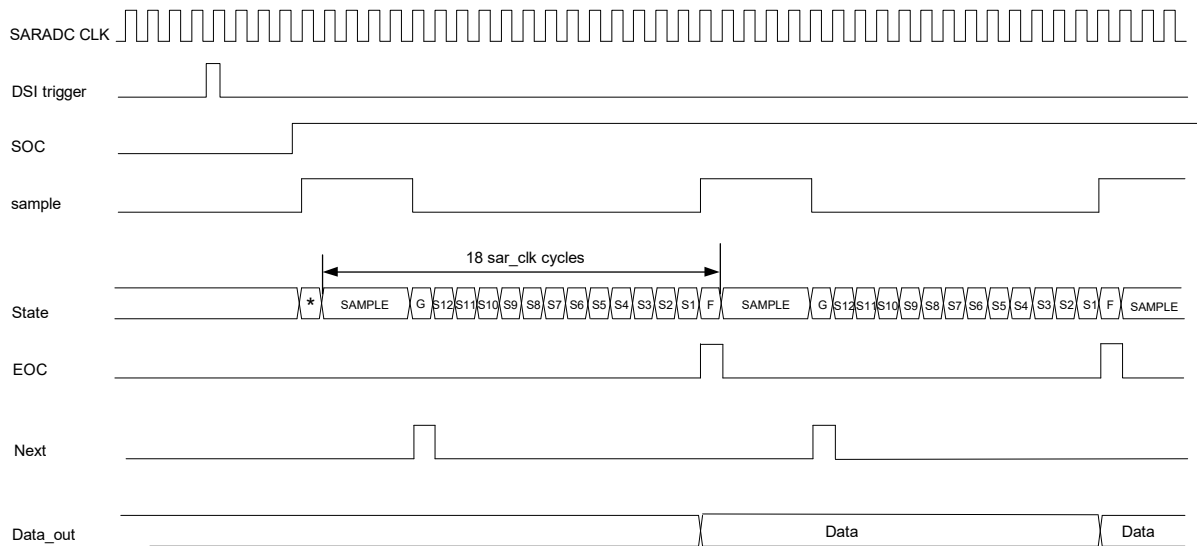 SARADC CLK
DSI trigger
SOC
sample
18 sar_clk cycles
State * SAMPLE G S12 S11 S10 S9 S8 S7 S6 S5 S4 S3 S2 S1 F SAMPLE G S12 S11 S10 S9 S8 S7 S6 S5 S4 S3 S2 S1 F SAMPLE
EOC
Next
Data_out Data Data